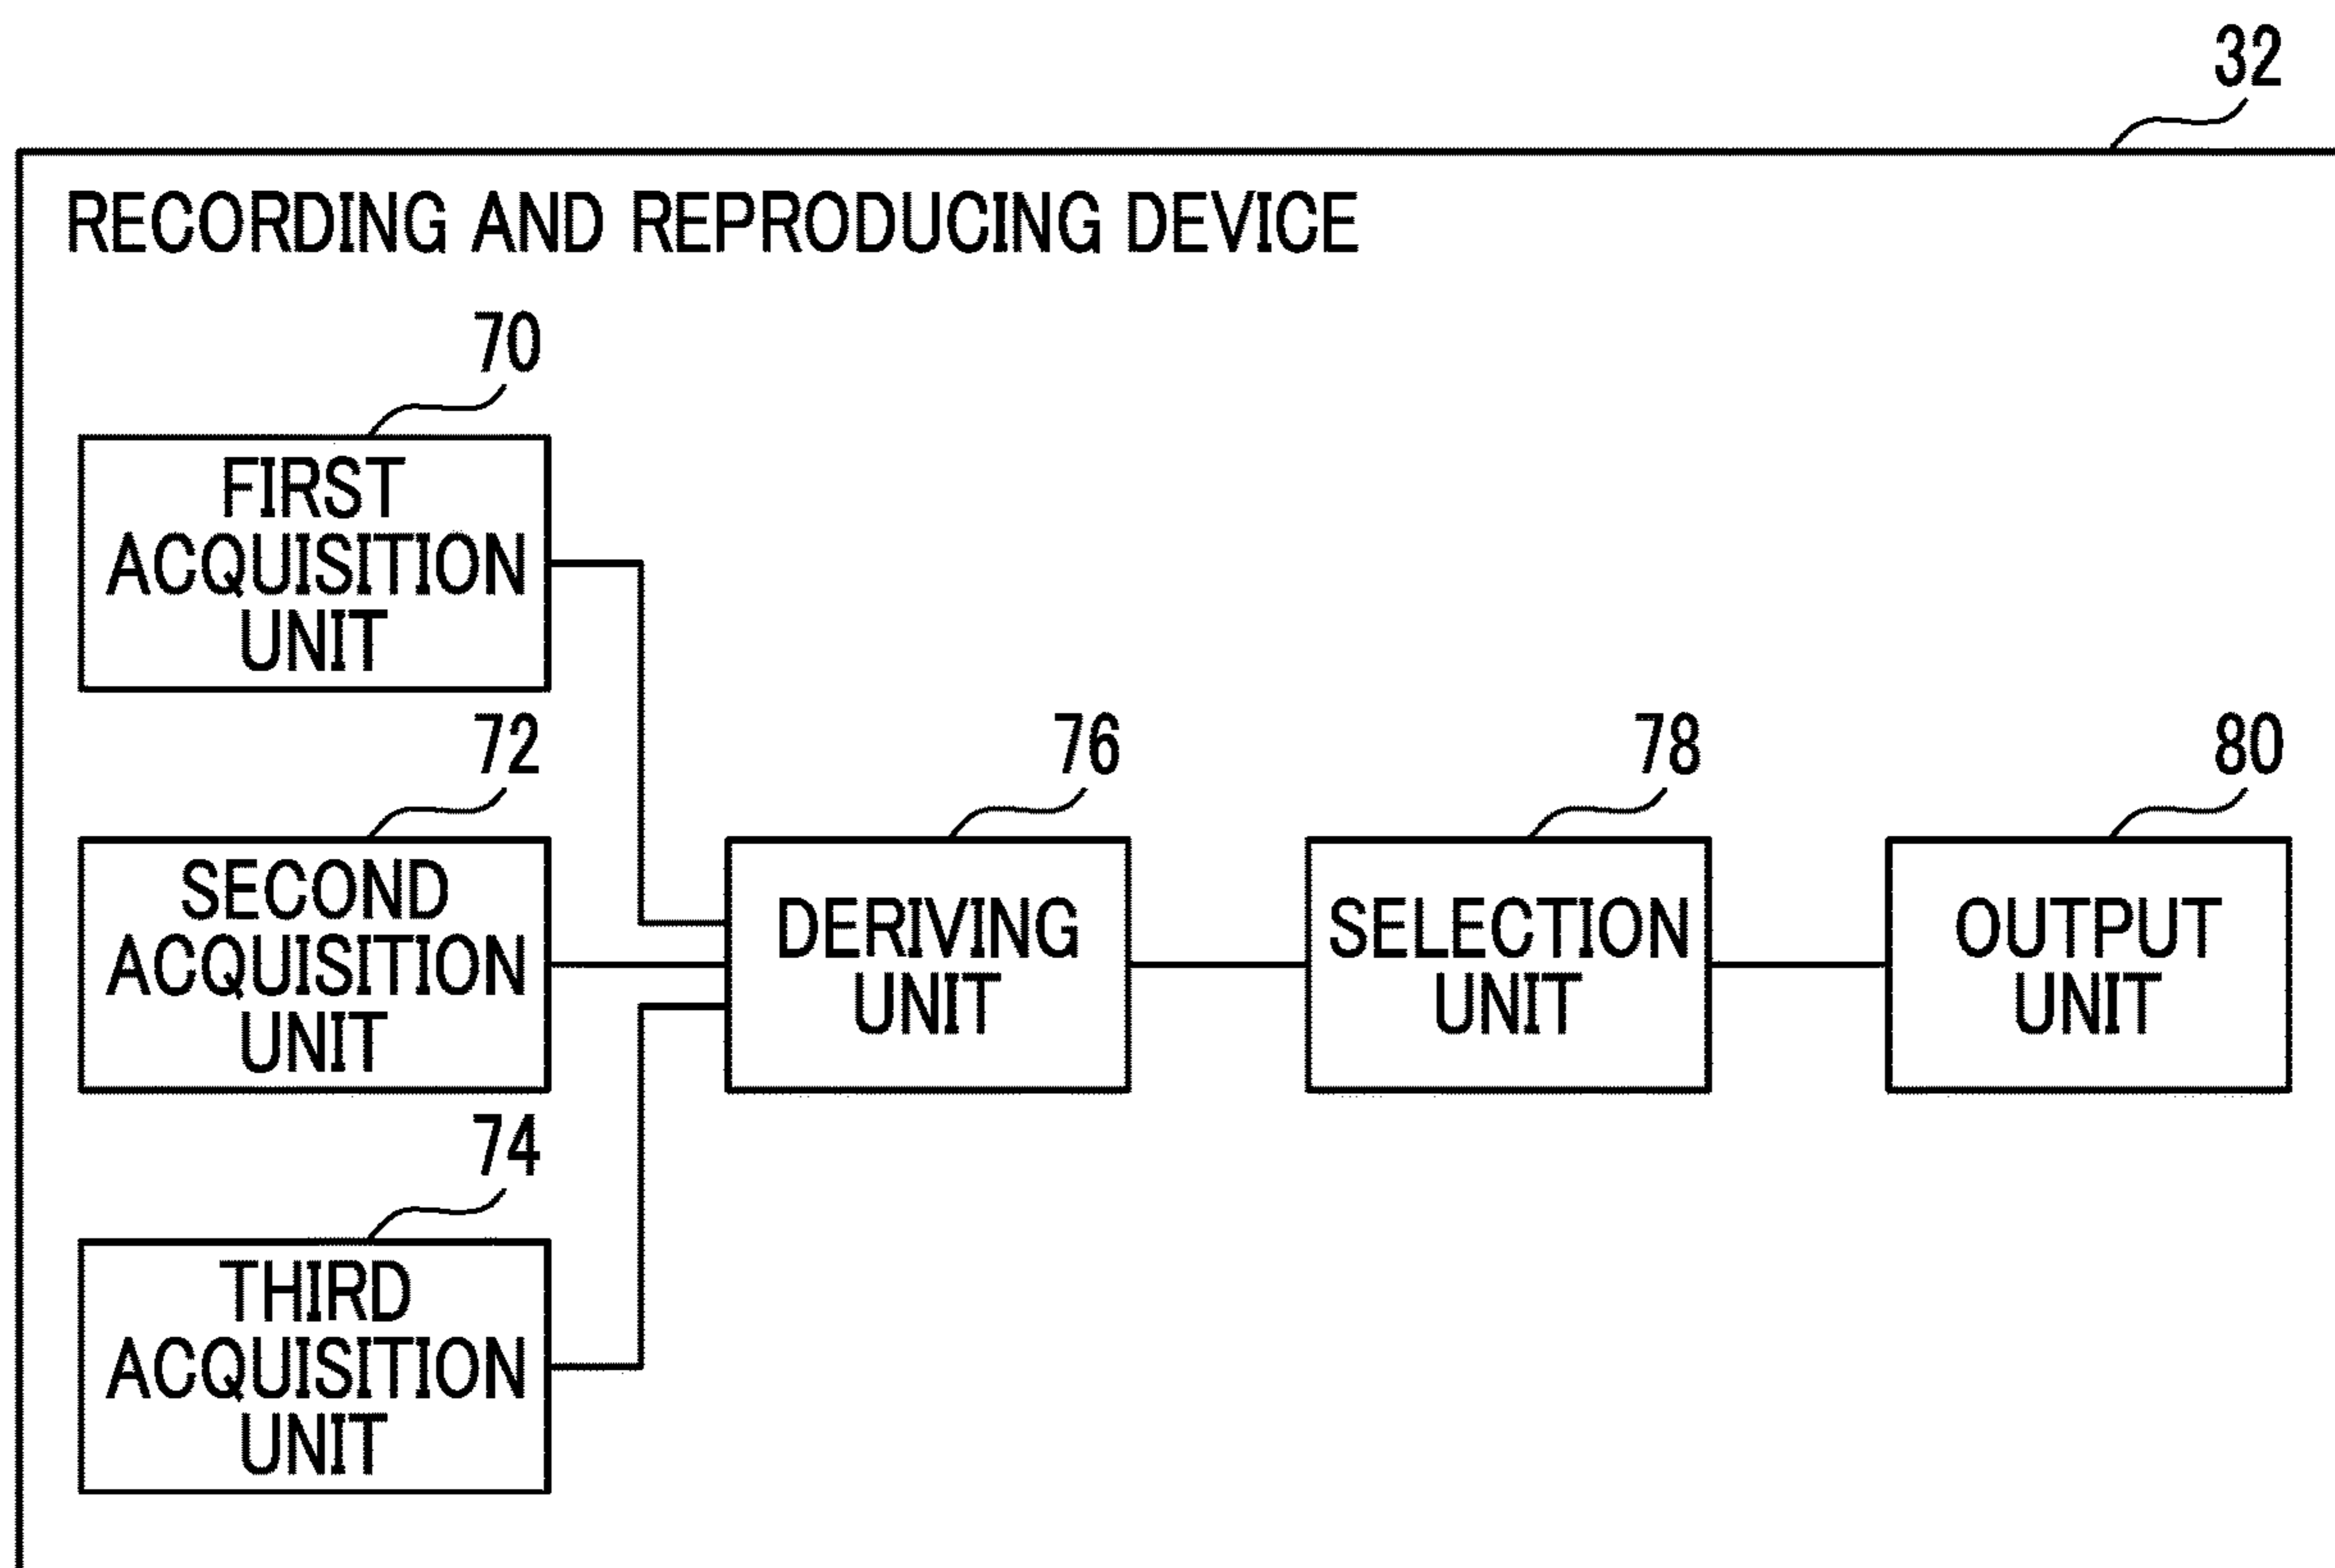 32
RECORDING AND REPRODUCING DEVICE
70
FIRST
ACQUISITION
UNIT
72
SECOND
ACQUISITION
UNIT
74
THIRD
ACQUISITION
UNIT
76
DERIVING
UNIT
78
SELECTION
UNIT
80
OUTPUT
UNIT